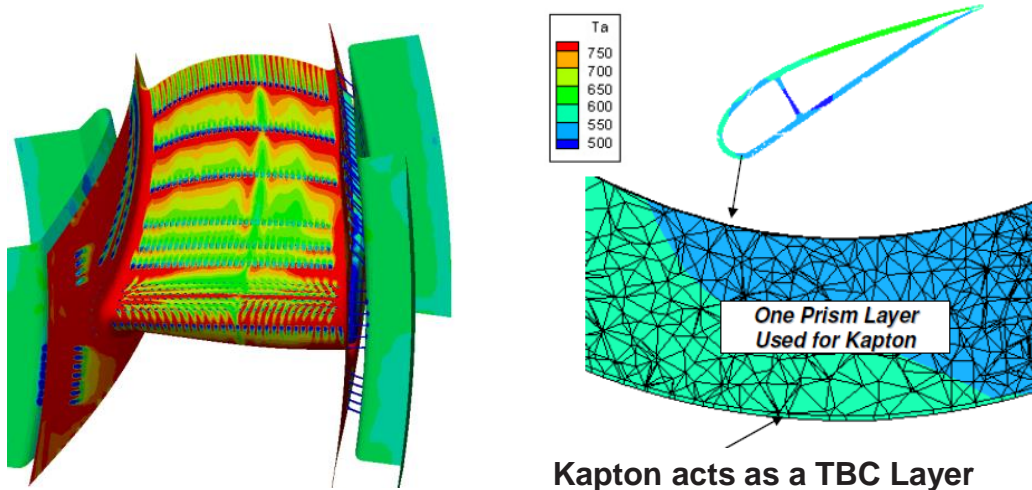 Ta
750
700
650
600
550
500
One Prism Layer
Used for Kapton
Kapton acts as a TBC Layer